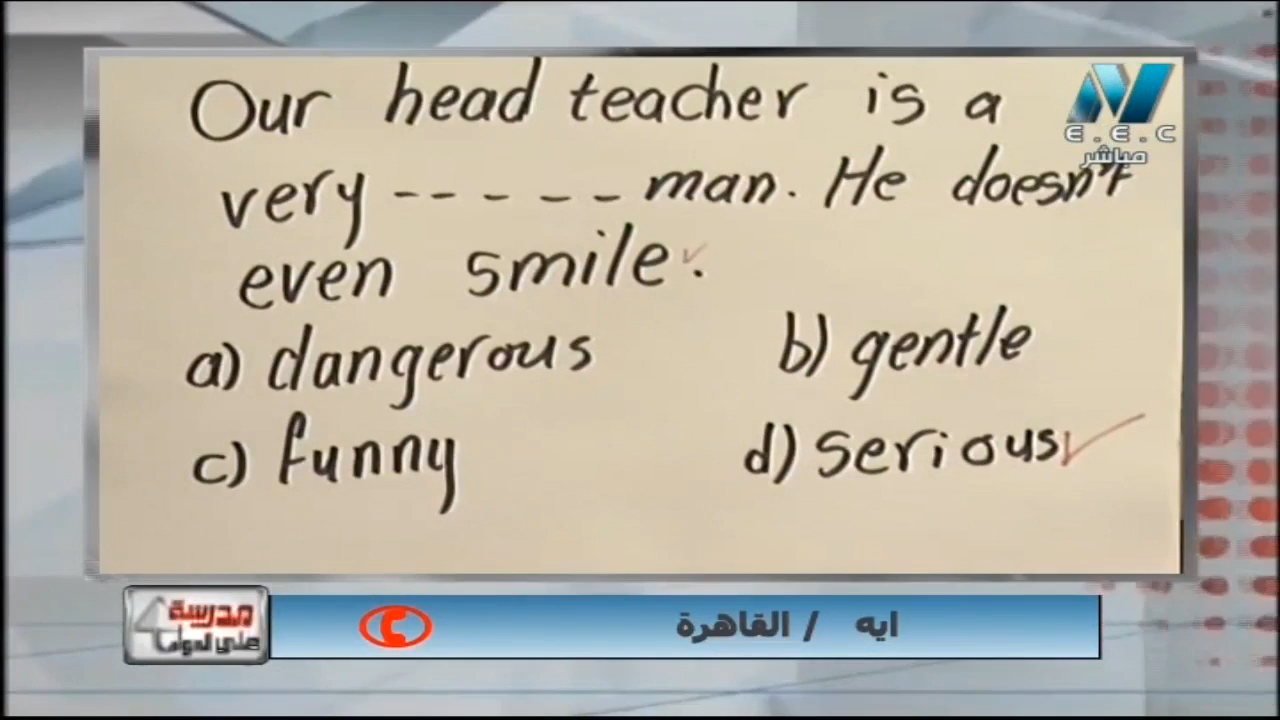 Our head teacher is a
very ----- man. He doesn't
even smile.
a) dangerous
b) gentle
c) funny
d) serious
E.E.C
مباشر
مدرسة
على الهواء
ايه / القاهرة